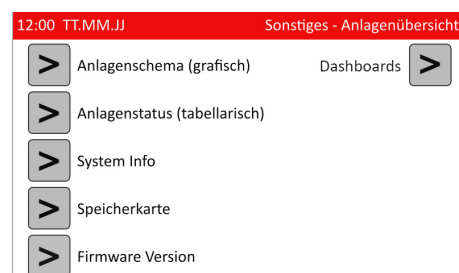 12:00 TT.MM.JJ Sonstiges - Anlagenübersicht
> Anlagenschema (grafisch) Dashboards >
> Anlagenstatus (tabellarisch)
> System Info
> Speicherkarte
> Firmware Version